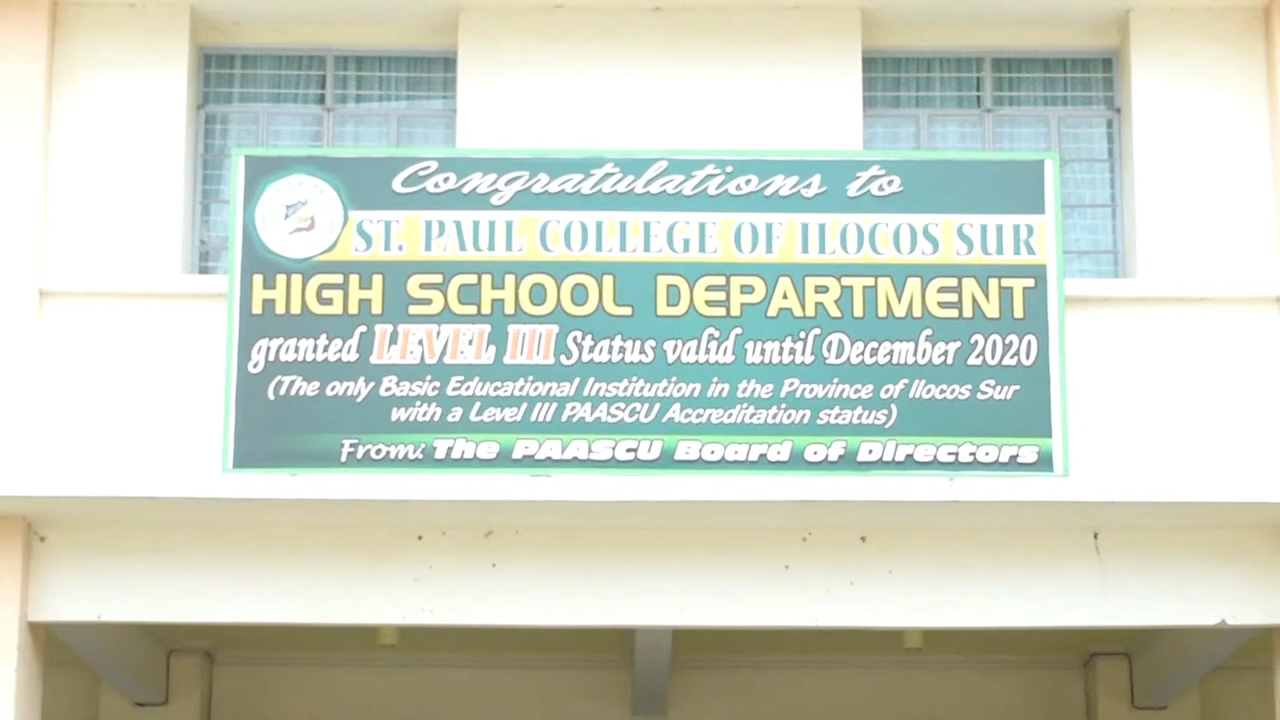 Congratulations to
ST. PAUL COLLEGE OF ILOCOS SUR
HIGH SCHOOL DEPARTMENT
granted LEVEL III Status valid until December 2020
(The only Basic Educational Institution in the Province of Ilocos Sur
with a Level III PAASCU Accreditation status)
From: The PAASCU Board of Directors